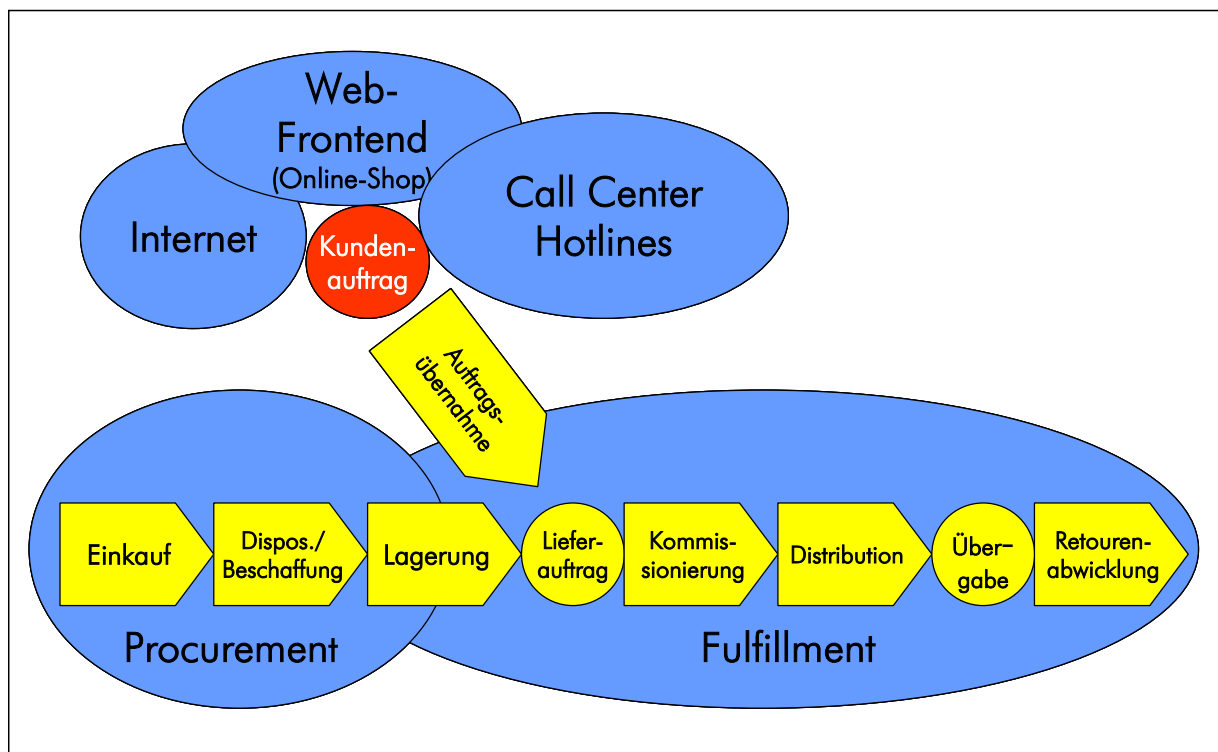 Web-
Frontend
(Online-Shop)
Call Center
Hotlines
Internet
Kunden-
auftrag
Auftrags-
übernahme
Einkauf
Dispos./
Beschaffung
Lagerung
Liefer-
auftrag
Kommis-
sionierung
Distribution
Über-
gabe
Retouren-
abwicklung
Procurement
Fulfillment